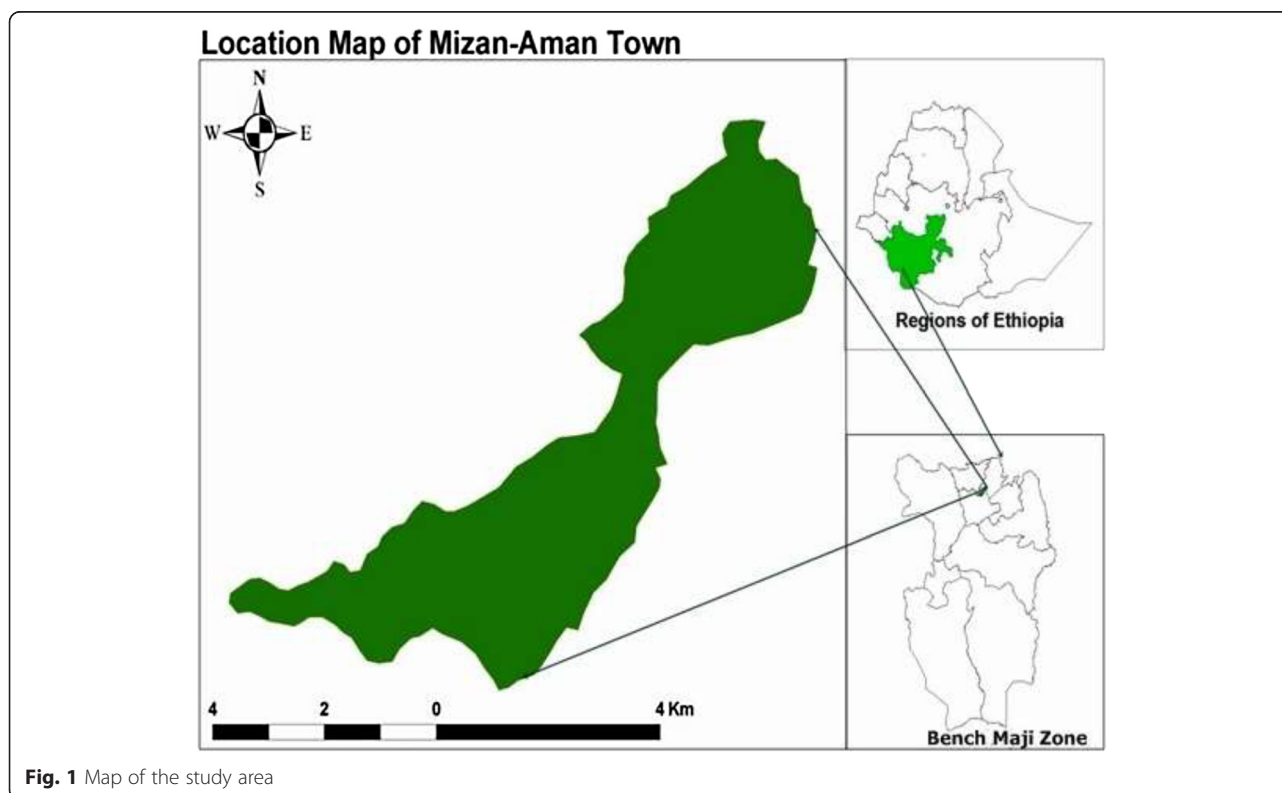 Location Map of Mizan-Aman Town
N
W
E
S
Regions of Ethiopia
4 2 0 4 Km
Bench Maji Zone
Fig. 1 Map of the study area